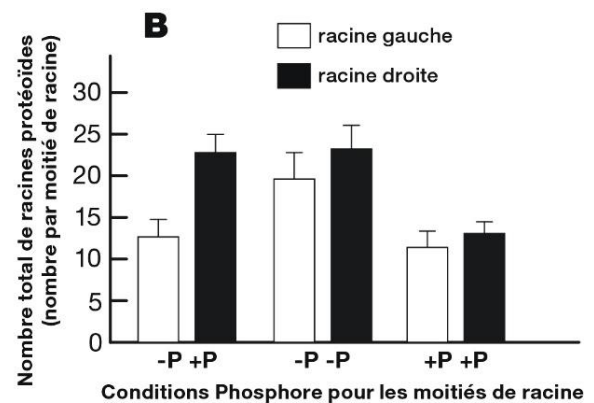 B
racine gauche
racine droite
Nombre total de racines protéoïdes
(nombre par moitié de racine)
30
25
20
15
10
5
0
-P +P
-P -P
+P +P
Conditions Phosphore pour les moitiés de racine